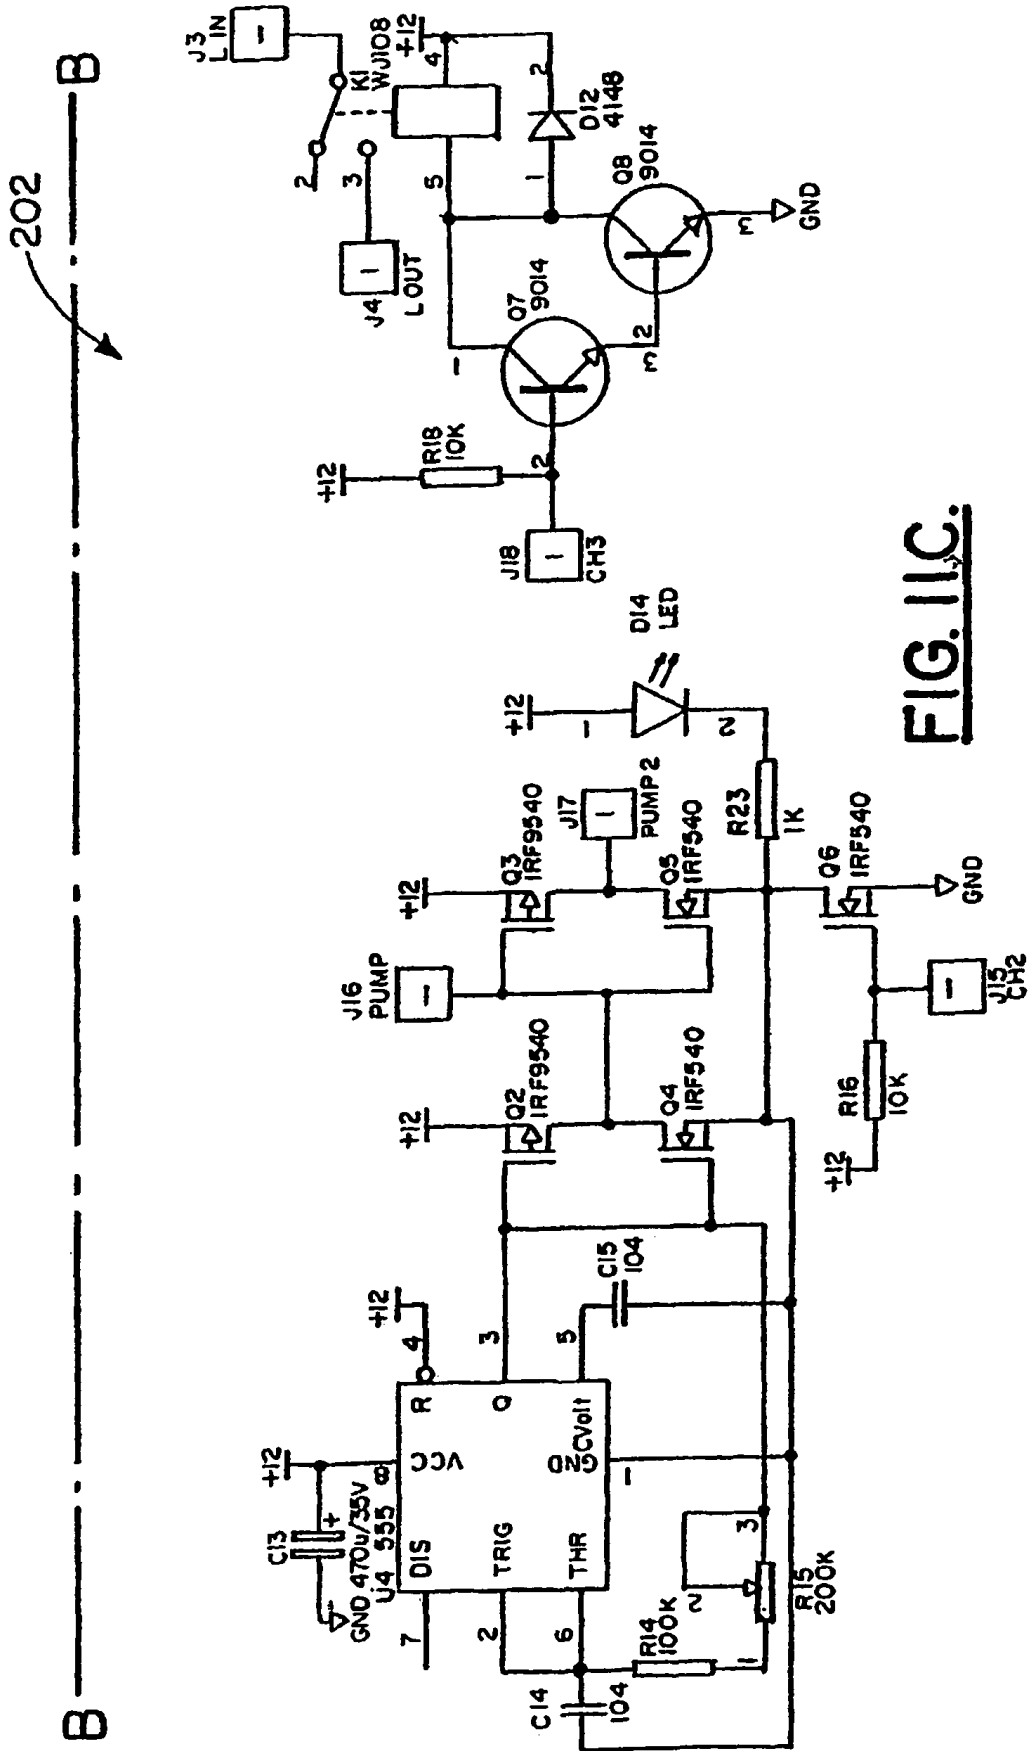 202
B
B
J3
L IN
1
2
3
K1
WJ108
+12
4
5
J4
1
LOUT
2
1
D12
4148
Q8
9014
3
GND
Q7
9014
1
3
2
+12
R18
10K
2
J18
1
CH3
D14
LED
+12
1
2
J17
1
PUMP2
R23
1K
+12
Q3
IRF9540
Q5
IRF540
Q6
IRF540
GND
J16
PUMP
1
+12
Q2
IRF9540
Q4
IRF540
R16
10K
+12
J15
CH2
1
+12
4
3
5
C15
104
+12
C13
GND
470u/35V
+
U4 555
8
VCC
R
Q
CVolt
GND
1
DIS
TRIG
THR
7
2
6
C14
104
R14
100K
1
2
3
R15
200K
FIG. 11C.